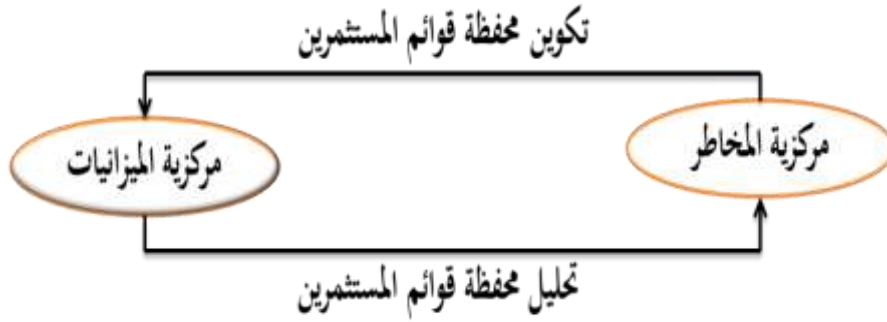 تكوين محفظة قوائم المستثمرين
مركزية المخاطر
مركزية الميزانيات
تحليل محفظة قوائم المستثمرين